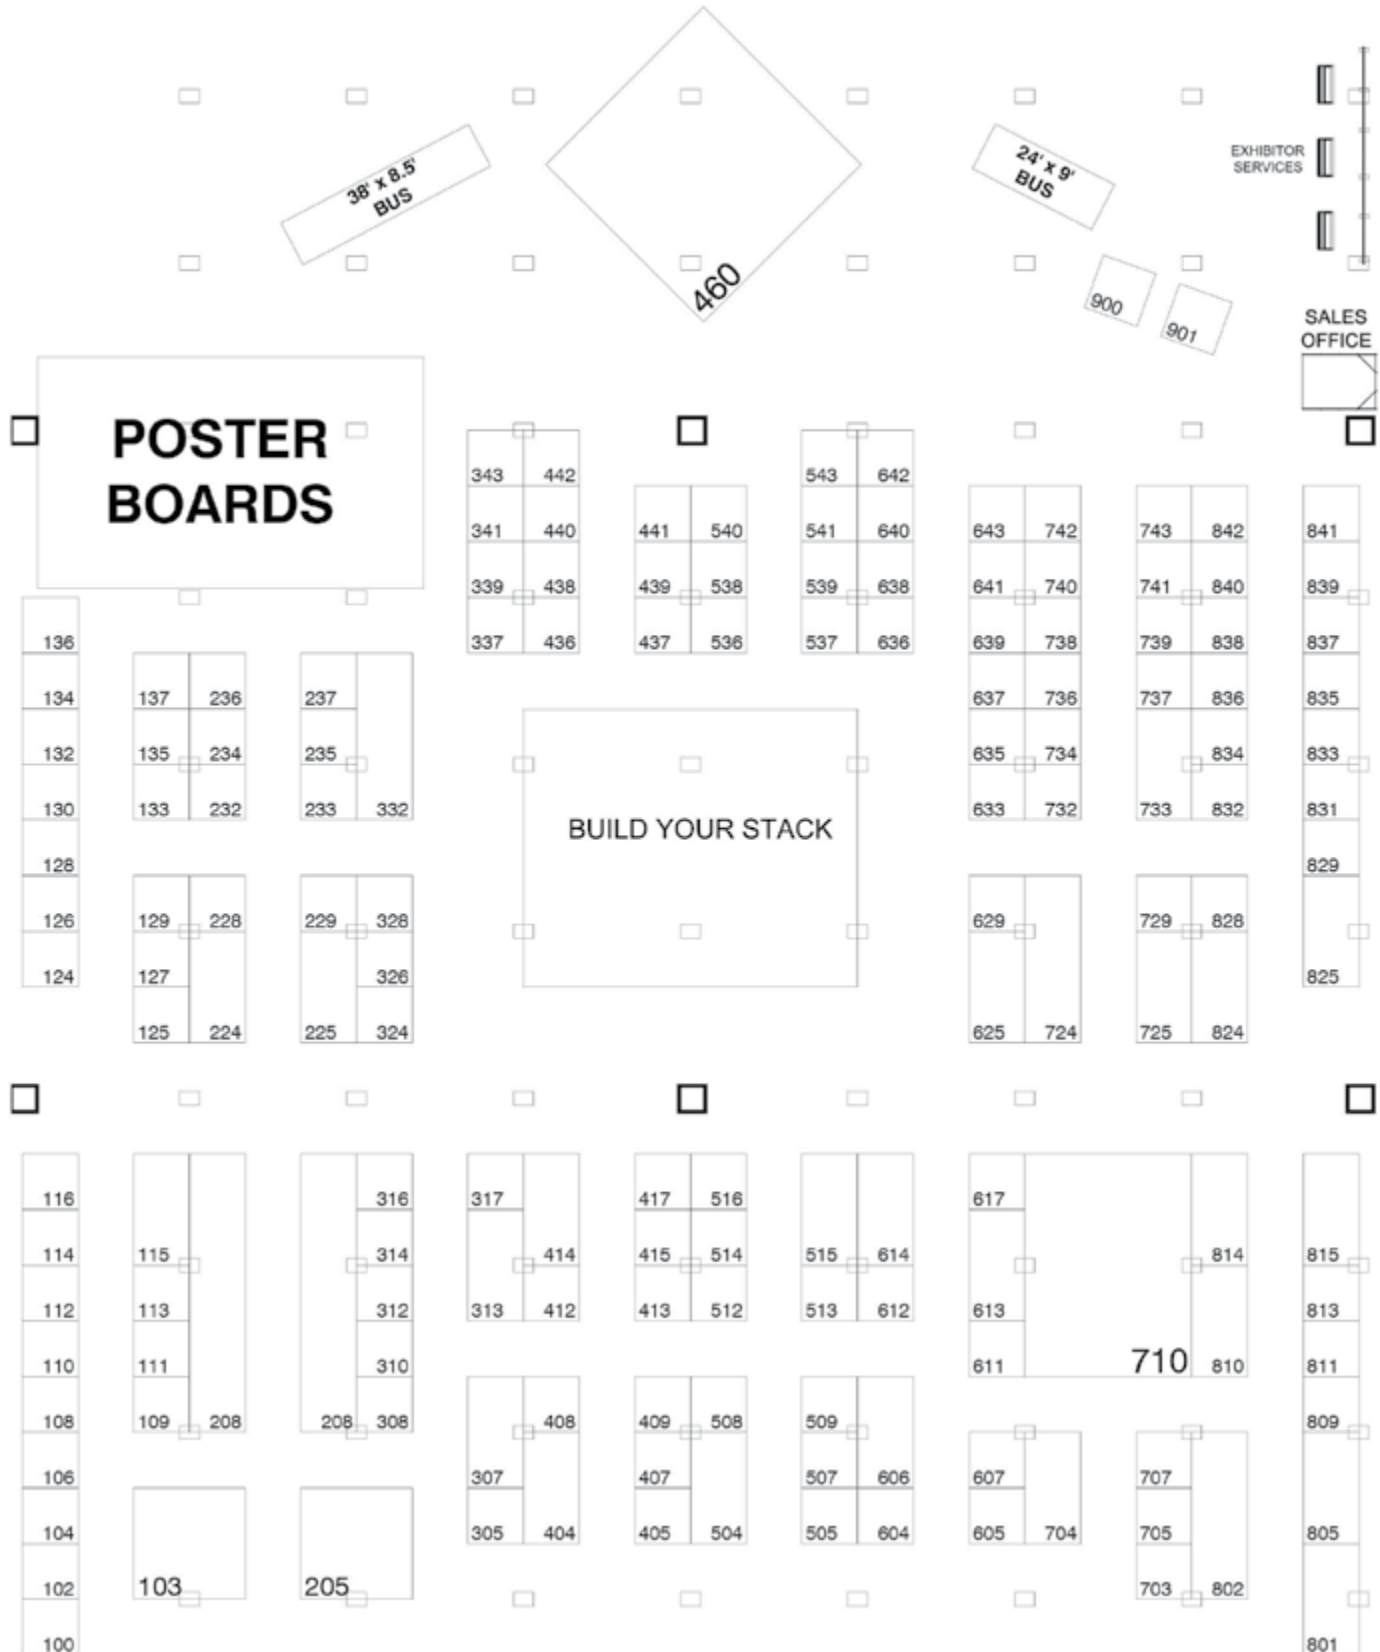 38' x 8.5'
BUS
24' x 9'
BUS
EXHIBITOR
SERVICES
460
900
901
SALES
OFFICE
POSTER
BOARDS
343 442 543 642
341 440 441 540 541 640 643 742 743 842 841
339 438 439 538 539 638 641 740 741 840 839
136 337 436 437 536 537 636 639 738 739 838 837
134 137 236 237 637 736 737 836 835
132 135 234 235 635 734 834 833
130 133 232 233 332 633 732 733 832 831
BUILD YOUR STACK
128 829
126 129 228 229 328 629 729 828
124 127 326 825
125 224 225 324 625 724 725 824
116 316 317 417 516 617
114 115 314 414 415 514 515 614 814 815
112 113 312 313 412 413 512 513 612 613 813
110 111 310 611 710 810 811
108 109 208 208 308 408 409 508 509 809
106 307 407 507 606 607 707
104 305 404 405 504 505 604 605 704 705 805
102 103 205 703 802
100 801